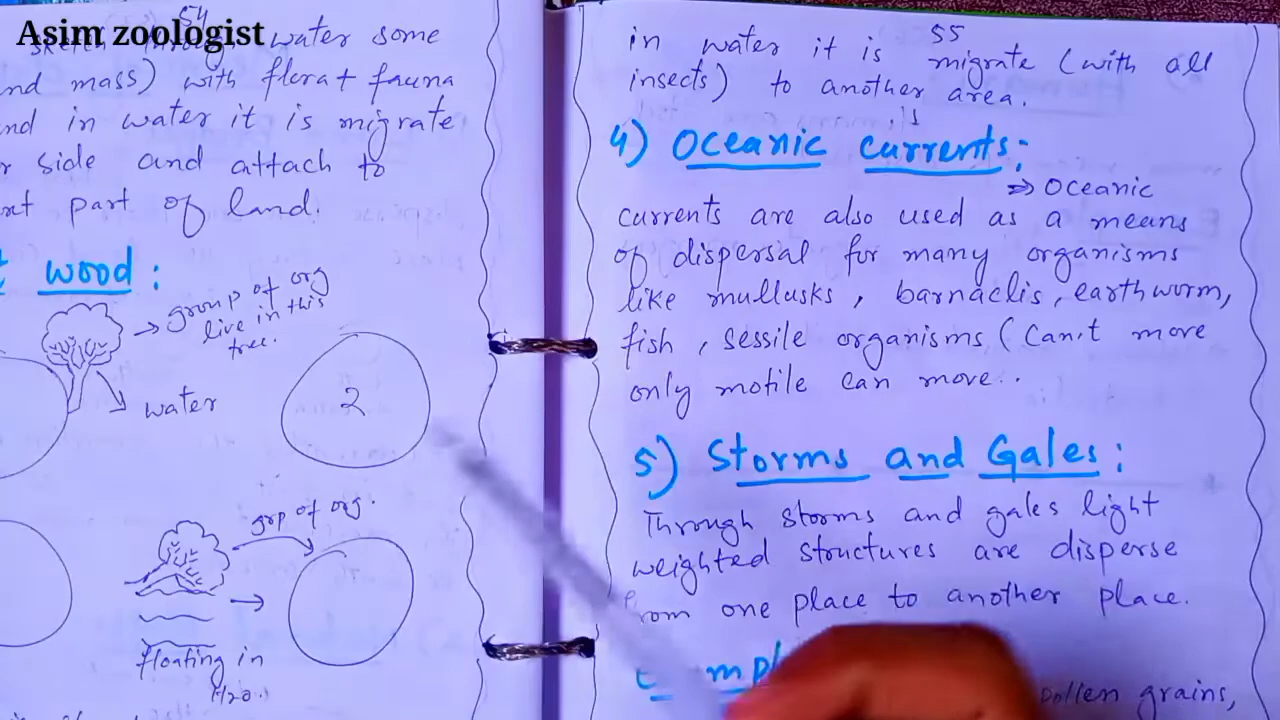 Asim zoologist
54
water some
nd mass) with flora + fauna
nd in water it is migrate
r side and attach to
part of land.
wood:
→ group of org
live in this
tree.
water
2
grp of org.
floating in
H2O.
55
in water it is migrate (with all
insects) to another area.
4) Oceanic currents:
⇒ Oceanic
currents are also used as a means
of dispersal for many organisms
like mullusks, barnaclis, earthworm,
fish, sessile organisms (Can't move
only motile can move..
5) Storms and Gales:
Through storms and gales light
weighted structures are disperse
from one place to another place.
pollen grains,